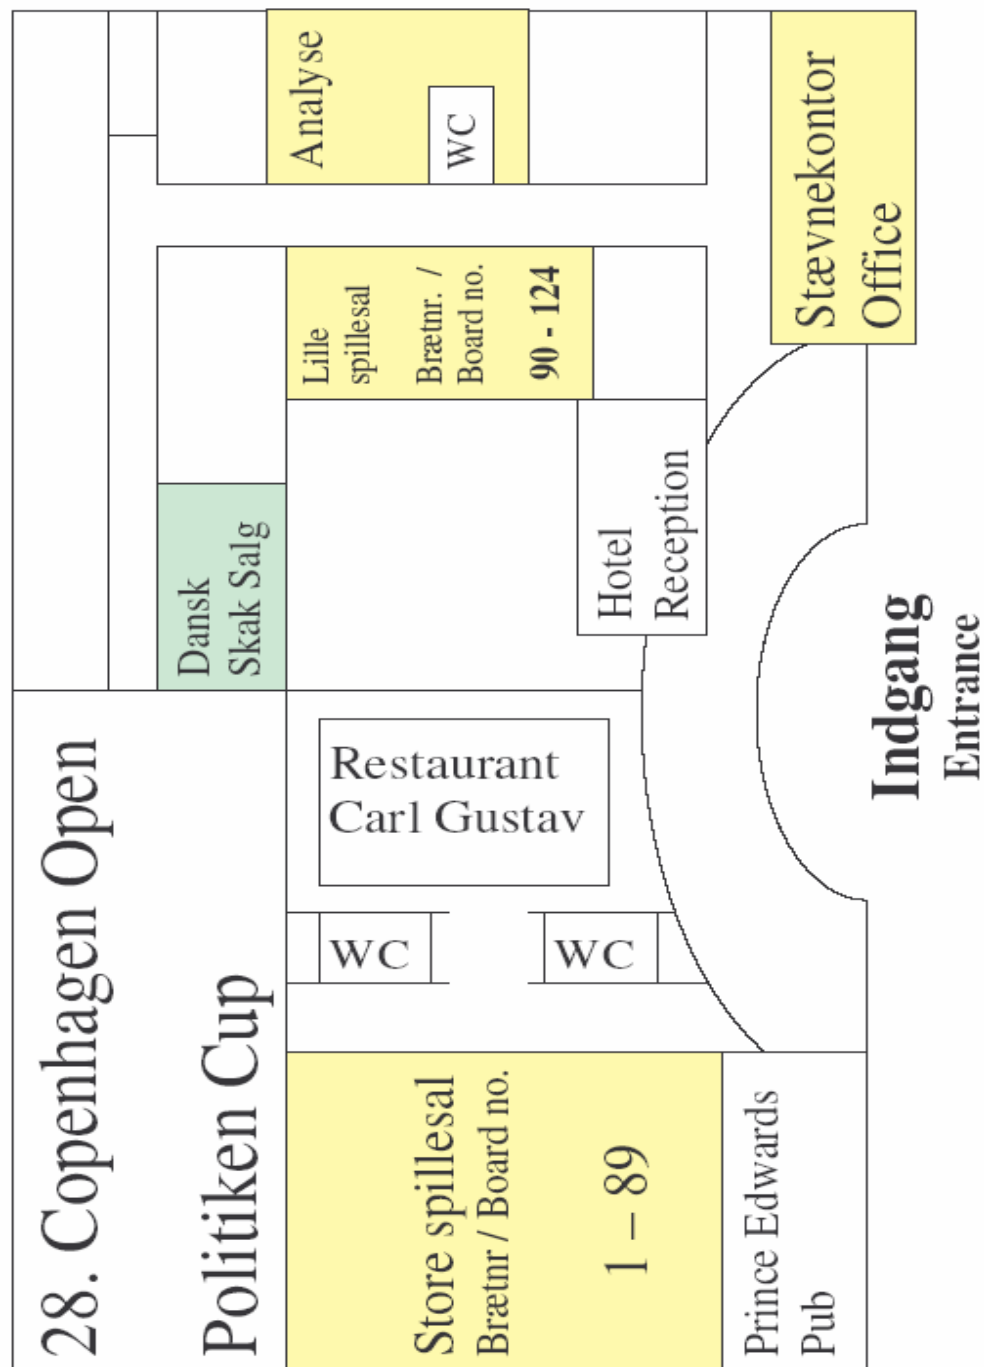 28. Copenhagen Open
Politiken Cup
Dansk
Skak Salg
Analyse
WC
Lille
spillesal
Brætnr. /
Board no.
90 - 124
Restaurant
Carl Gustav
WC
WC
Hotel
Reception
Store spillesal
Brætnr / Board no.
1 – 89
Prince Edwards
Pub
Stævnekontor
Office
Indgang
Entrance